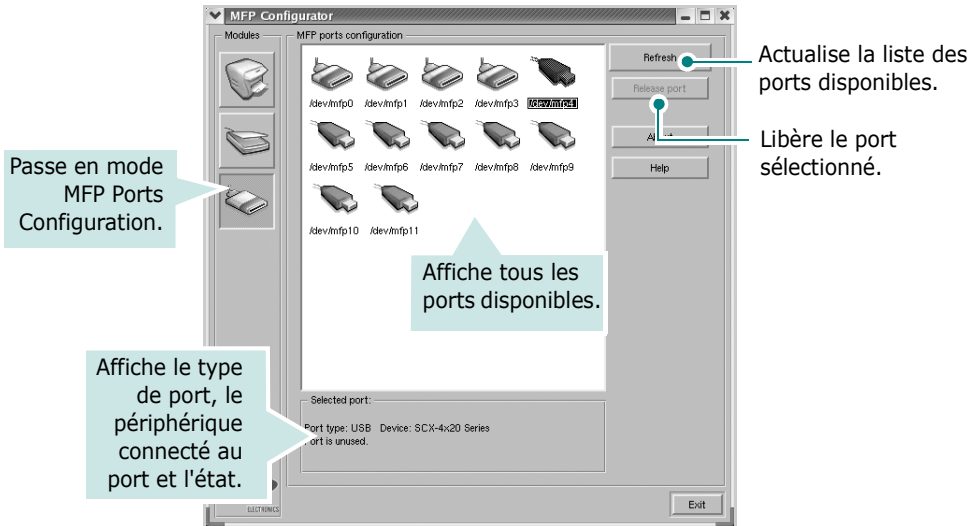 MFP Configurator
Modules
MFP ports configuration
/dev/mfp0 /dev/mfp1 /dev/mfp2 /dev/mfp3 /dev/mfp4
/dev/mfp5 /dev/mfp6 /dev/mfp7 /dev/mfp8 /dev/mfp9
/dev/mfp10 /dev/mfp11
Refresh
Release port
Help
Selected port:
Port type: USB Device: SCX-4x20 Series
Port is unused.
ELECTRONICS
Exit
Passe en mode
MFP Ports
Configuration.
Affiche tous les
ports disponibles.
Affiche le type
de port, le
périphérique
connecté au
port et l'état.
Actualise la liste des
ports disponibles.
Libère le port
sélectionné.